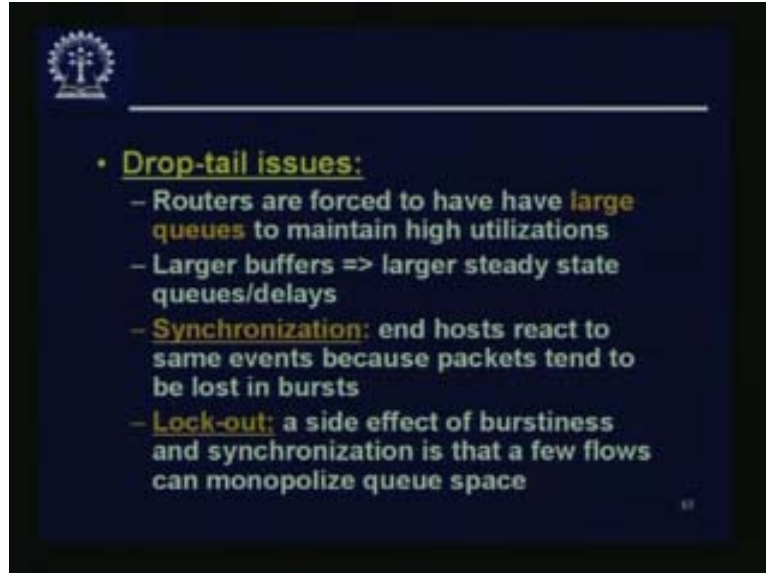 • Drop-tail issues:
– Routers are forced to have have large
queues to maintain high utilizations
– Larger buffers => larger steady state
queues/delays
– Synchronization: end hosts react to
same events because packets tend to
be lost in bursts
– Lock-out: a side effect of burstiness
and synchronization is that a few flows
can monopolize queue space